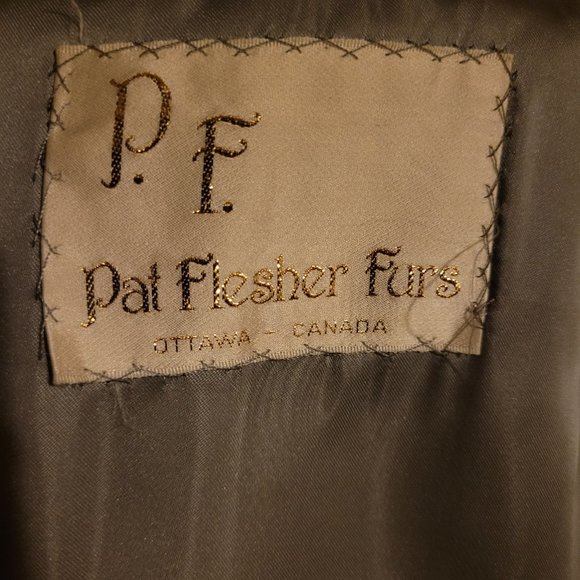 P.
F.
Pat Flesher Furs
OTTAWA - CANADA